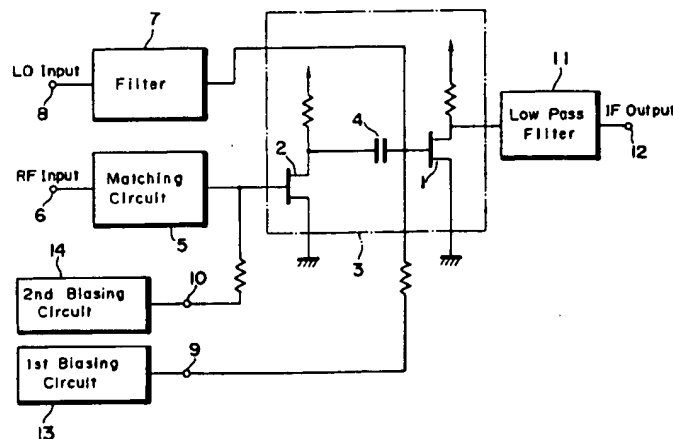 7
11
LO Input
Filter
8
4
2
Low Pass
Filter
IF Output
12
RF Input
Matching
Circuit
6
5
1
3
14
10
2nd Biasing
Circuit
9
1st Biasing
Circuit
13